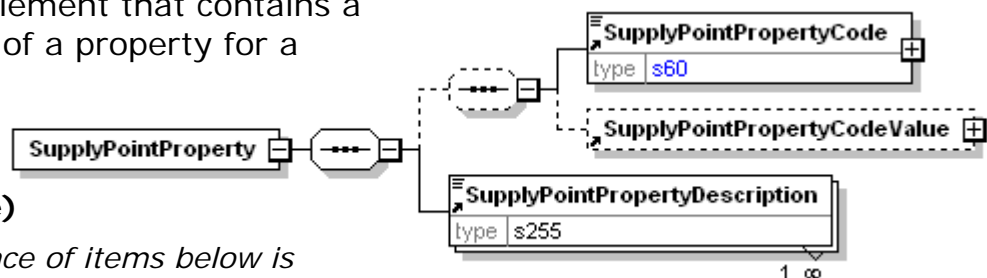 lement that contains a
of a property for a
SupplyPointPropertyCode
type s60
SupplyPointPropertyCodeValue
SupplyPointProperty
SupplyPointPropertyDescription
type s255
1..∞
)
nce of items below is